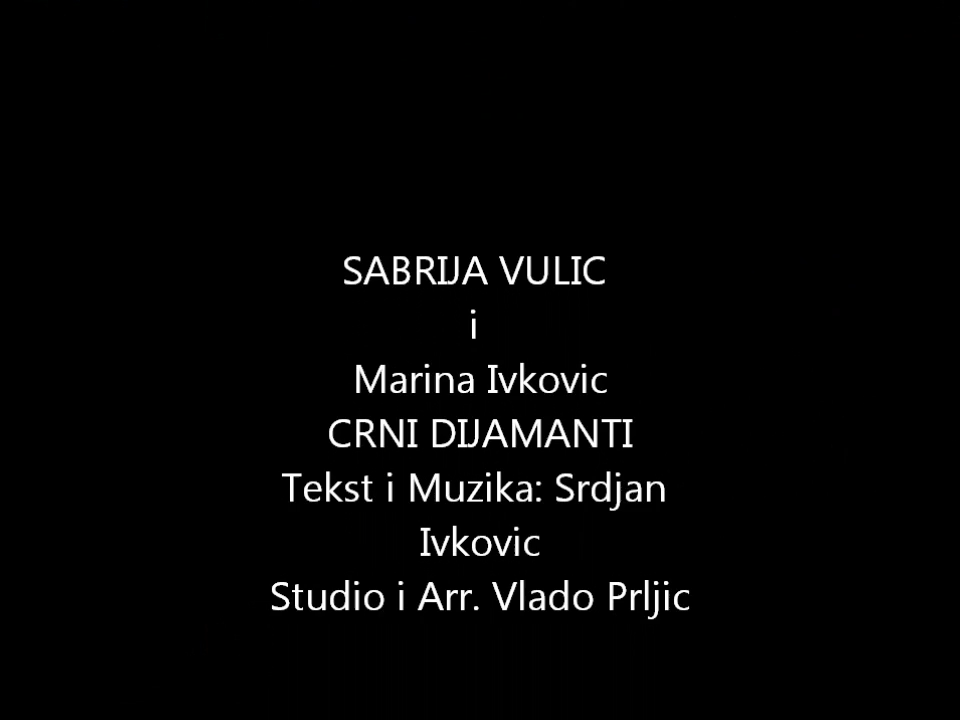 SABRIJA VULIC
i
Marina Ivkovic
CRNI DIJAMANTI
Tekst i Muzika: Srdjan
Ivkovic
Studio i Arr. Vlado Prljic